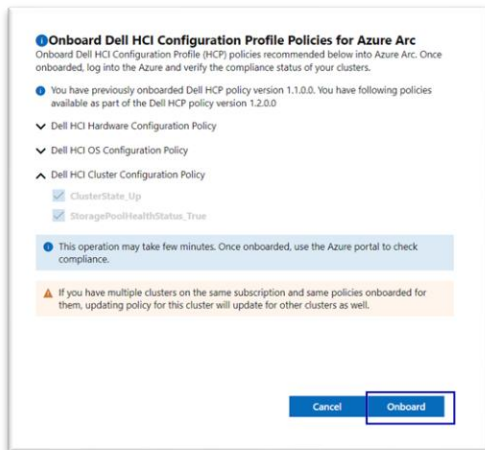 Onboard Dell HCI Configuration Profile Policies for Azure Arc
Onboard Dell HCI Configuration Profile (HCP) policies recommended below into Azure Arc. Once
onboarded, log into the Azure and verify the compliance status of your clusters.
You have previously onboarded Dell HCP policy version 1.1.0.0. You have following policies
available as part of the Dell HCP policy version 1.2.0.0
Dell HCI Hardware Configuration Policy
Dell HCI OS Configuration Policy
Dell HCI Cluster Configuration Policy
ClusterState_Up
StoragePoolHealthStatus_True
This operation may take few minutes. Once onboarded, use the Azure portal to check
compliance.
If you have multiple clusters on the same subscription and same policies onboarded for
them, updating policy for this cluster will update for other clusters as well.
Cancel Onboard